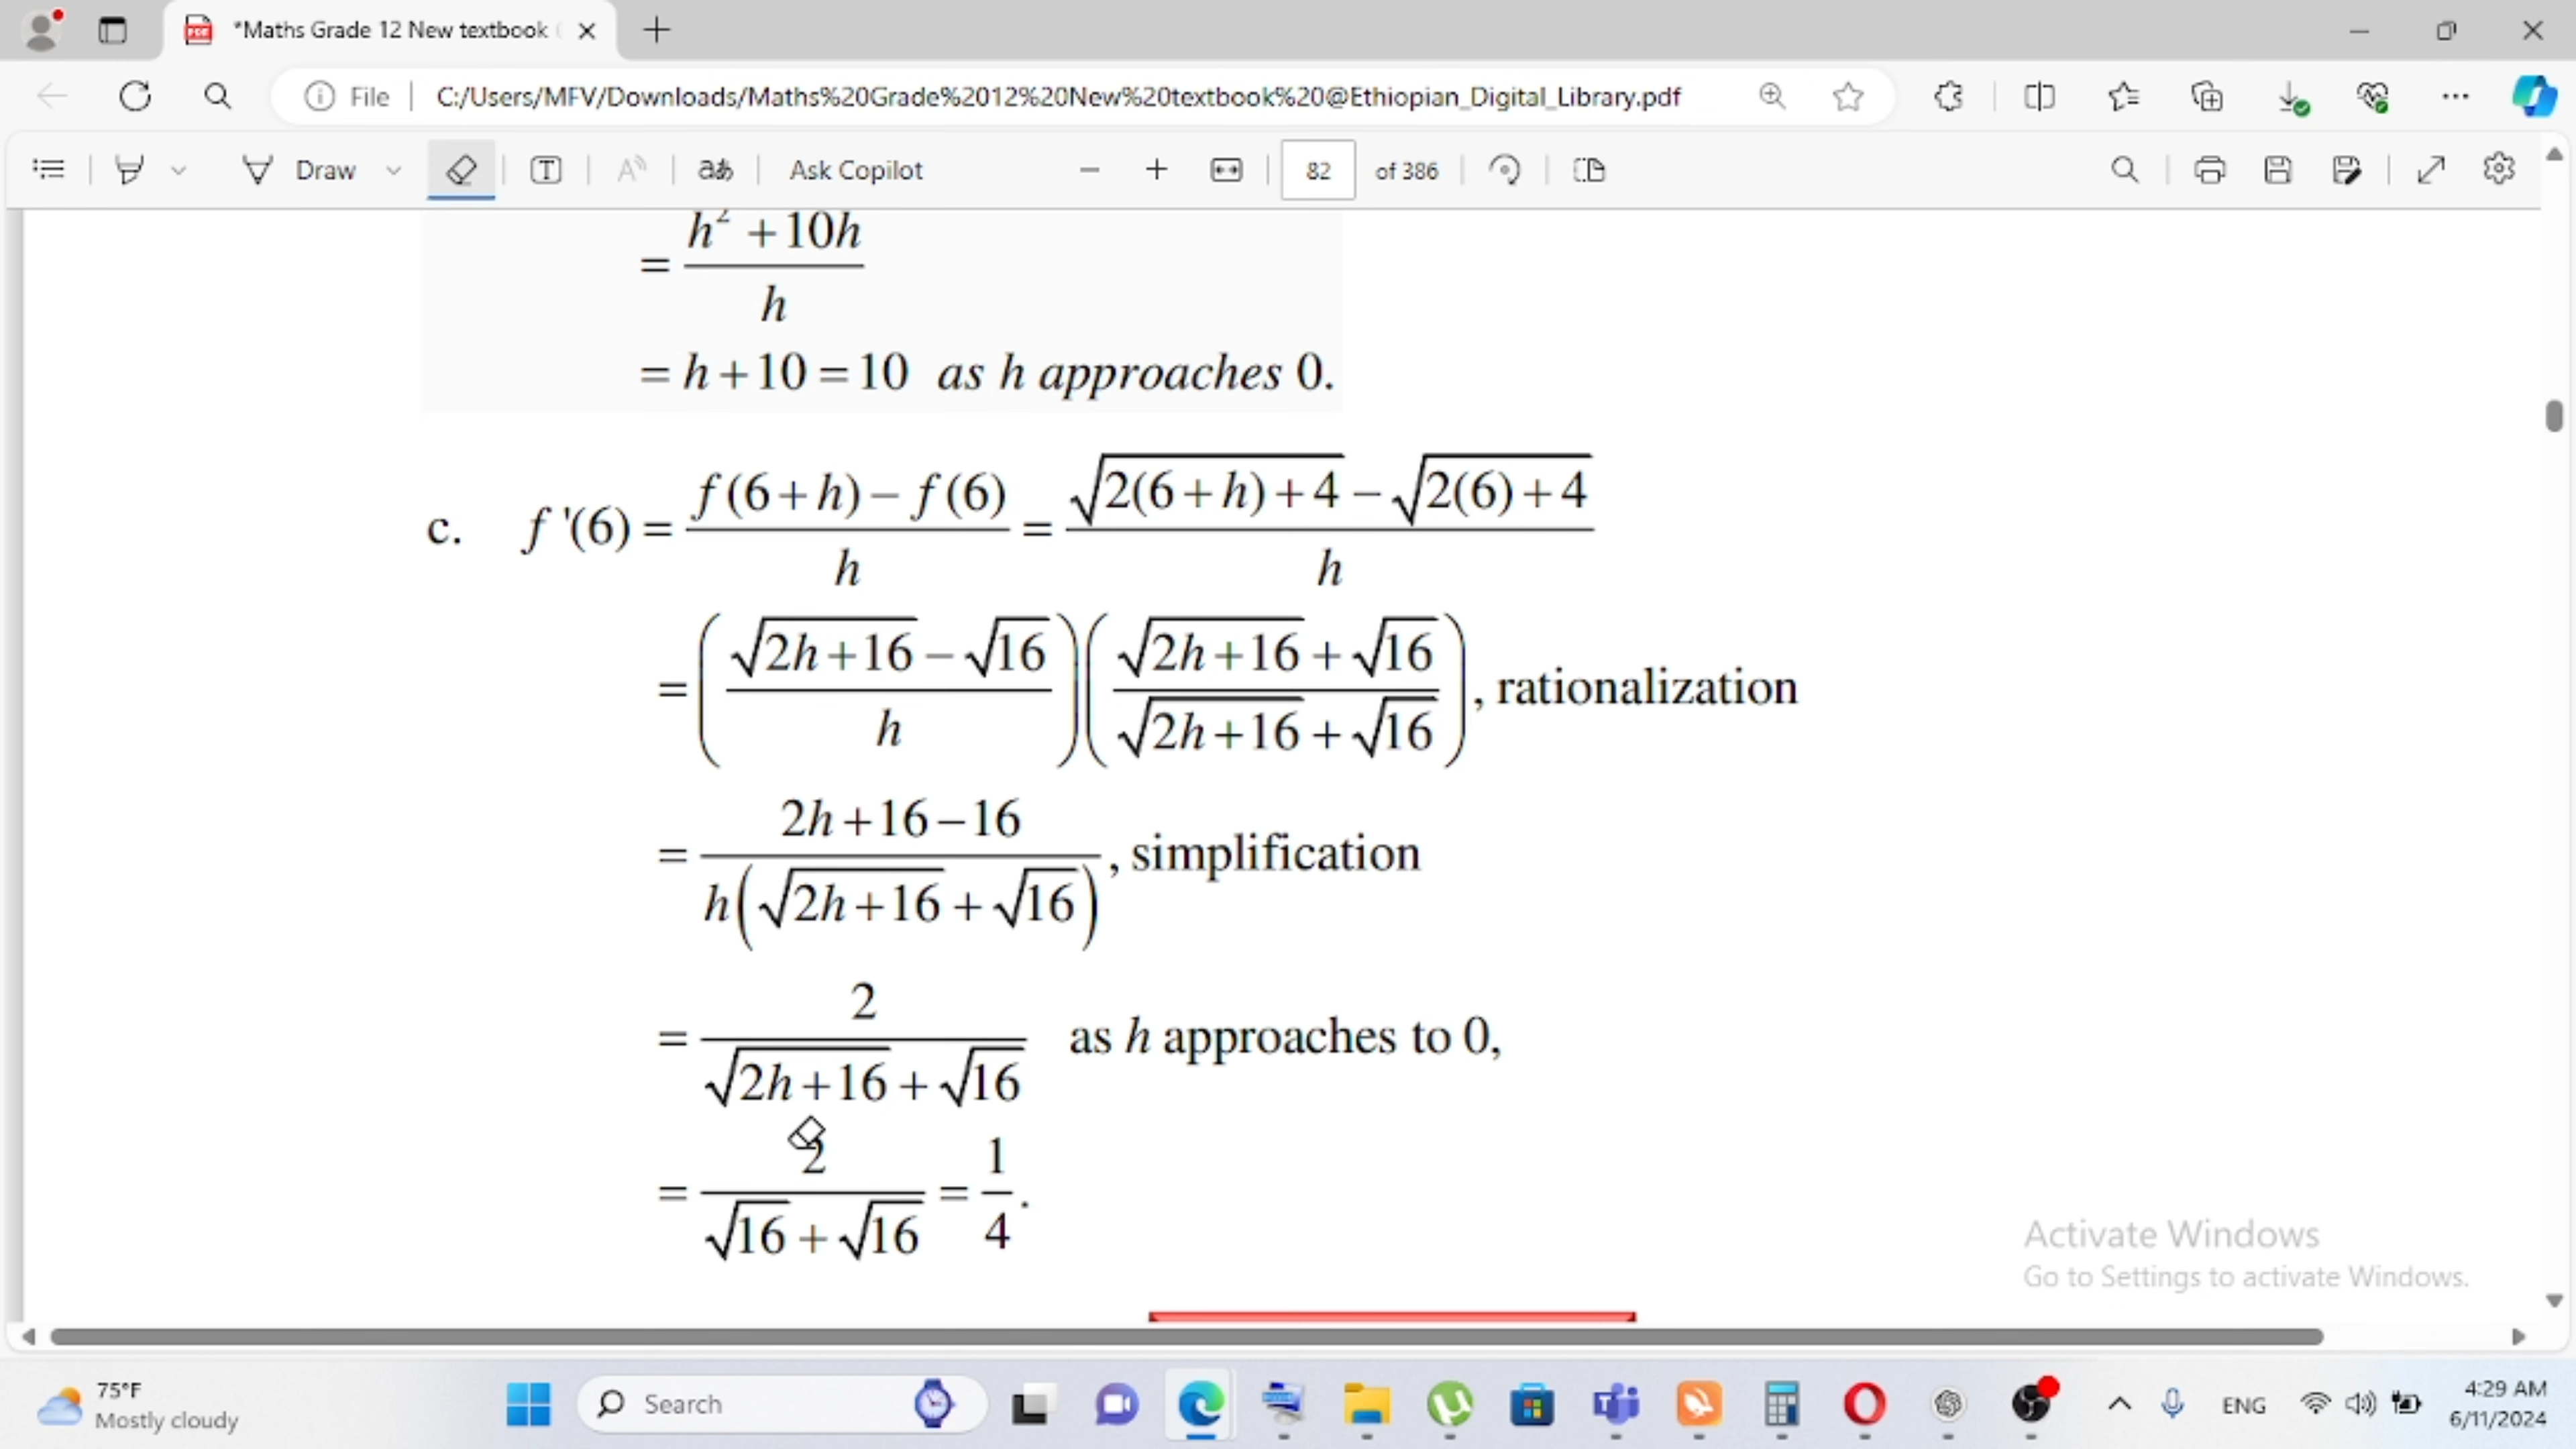 *Maths Grade 12 New textbook
File | C:/Users/MFV/Downloads/Maths%20Grade%2012%20New%20textbook%20@Ethiopian_Digital_Library.pdf
Draw Ask Copilot 82 of 386
= (h² + 10h) / h
= h + 10 = 10 as h approaches 0.
c. f '(6) = (f(6 + h) − f(6)) / h = (√(2(6 + h) + 4) − √(2(6) + 4)) / h
= ((√(2h + 16) − √16) / h) ((√(2h + 16) + √16) / (√(2h + 16) + √16)), rationalization
= (2h + 16 − 16) / (h(√(2h + 16) + √16)), simplification
= 2 / (√(2h + 16) + √16) as h approaches to 0,
= 2 / (√16 + √16) = 1/4.
Activate Windows
Go to Settings to activate Windows.
75°F
Mostly cloudy
Search
ENG
4:29 AM
6/11/2024